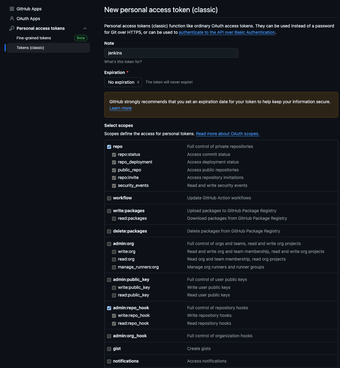 GitHub Apps
OAuth Apps
Personal access tokens
Fine-grained tokens Beta
Tokens (classic)
New personal access token (classic)
Personal access tokens (classic) function like ordinary OAuth access tokens. They can be used instead of a password
for Git over HTTPS, or can be used to authenticate to the API over Basic Authentication.
Note
jenkins
What's this token for?
Expiration *
No expiration The token will never expire!
GitHub strongly recommends that you set an expiration date for your token to help keep your information secure.
Learn more
Select scopes
Scopes define the access for personal tokens. Read more about OAuth scopes.
repo Full control of private repositories
repo:status Access commit status
repo_deployment Access deployment status
public_repo Access public repositories
repo:invite Access repository invitations
security_events Read and write security events
workflow Update GitHub Action workflows
write:packages Upload packages to GitHub Package Registry
read:packages Download packages from GitHub Package Registry
delete:packages Delete packages from GitHub Package Registry
admin:org Full control of orgs and teams, read and write org projects
write:org Read and write org and team membership, read and write org projects
read:org Read org and team membership, read org projects
manage_runners:org Manage org runners and runner groups
admin:public_key Full control of user public keys
write:public_key Write user public keys
read:public_key Read user public keys
admin:repo_hook Full control of repository hooks
write:repo_hook Write repository hooks
read:repo_hook Read repository hooks
admin:org_hook Full control of organization hooks
gist Create gists
notifications Access notifications